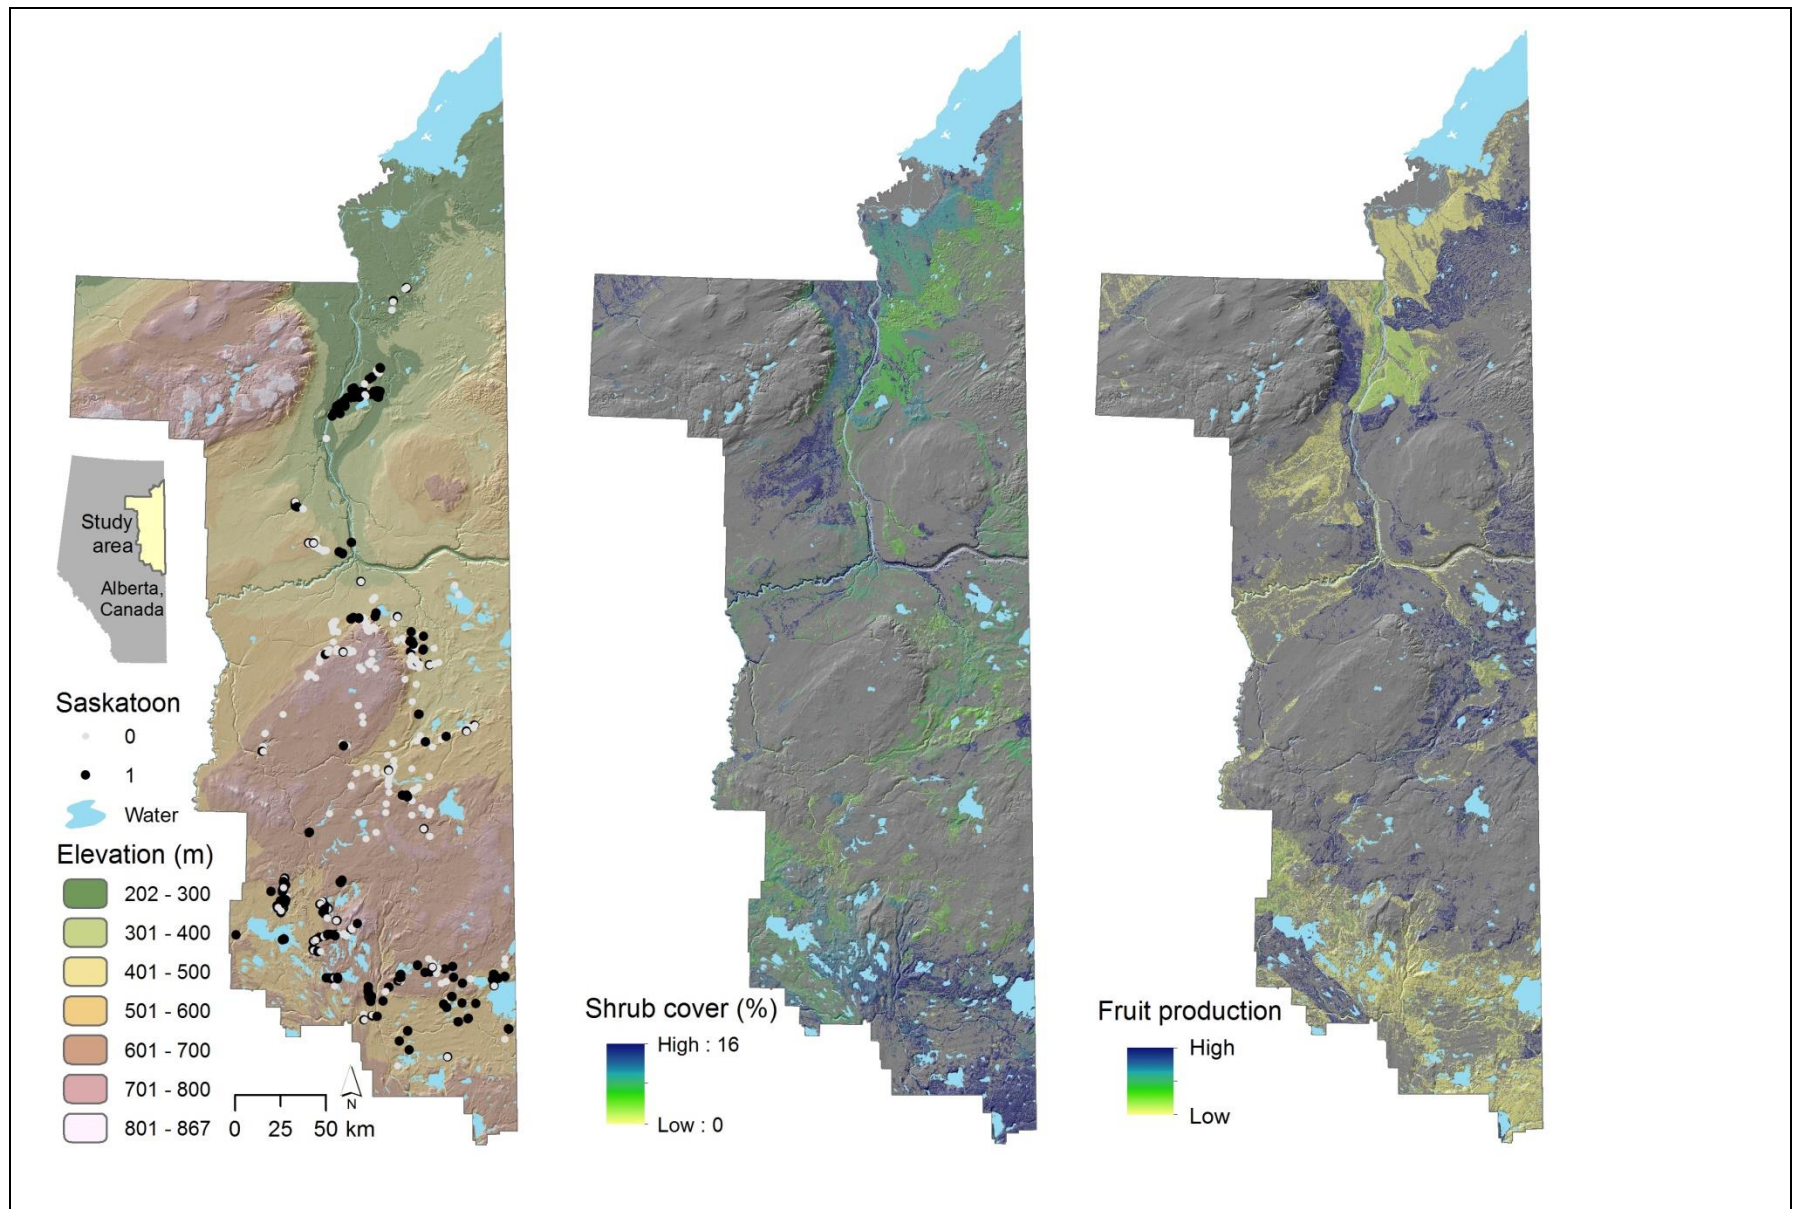 Study
area
Alberta,
Canada
Saskatoon
0
1
Water
Elevation (m)
202 - 300
301 - 400
401 - 500
501 - 600
601 - 700
701 - 800
801 - 867
N
0 25 50 km
Shrub cover (%)
High : 16
Low : 0
Fruit production
High
Low